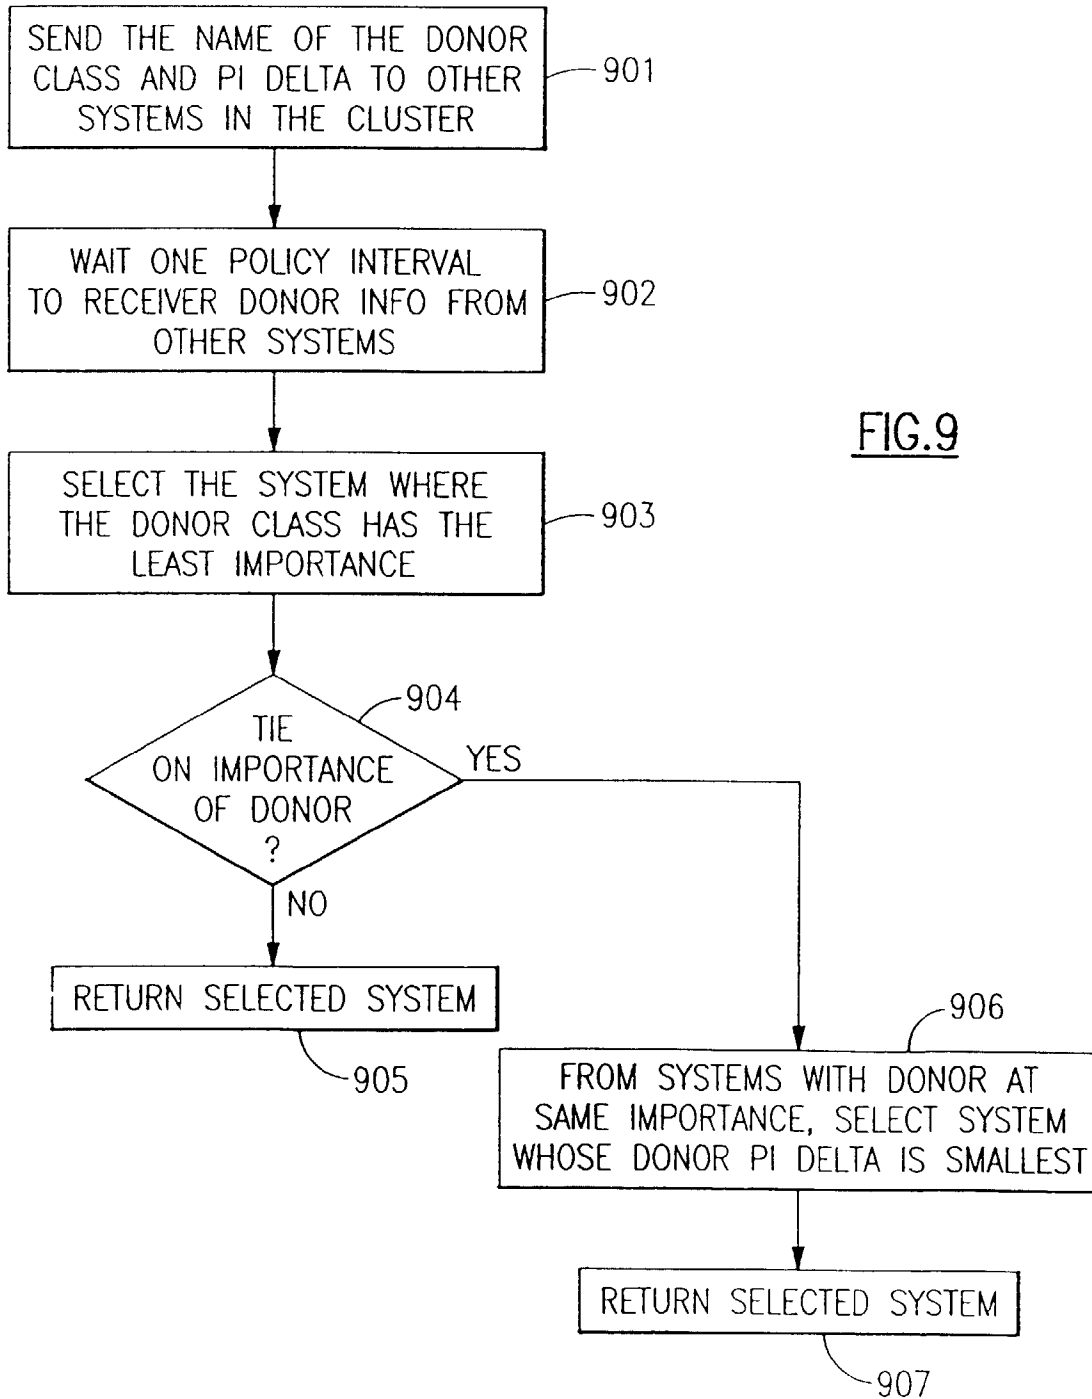 SEND THE NAME OF THE DONOR
CLASS AND PI DELTA TO OTHER
SYSTEMS IN THE CLUSTER
901
WAIT ONE POLICY INTERVAL
TO RECEIVER DONOR INFO FROM
OTHER SYSTEMS
902
FIG.9
SELECT THE SYSTEM WHERE
THE DONOR CLASS HAS THE
LEAST IMPORTANCE
903
904
TIE
ON IMPORTANCE
OF DONOR
?
YES
NO
RETURN SELECTED SYSTEM
905
906
FROM SYSTEMS WITH DONOR AT
SAME IMPORTANCE, SELECT SYSTEM
WHOSE DONOR PI DELTA IS SMALLEST
RETURN SELECTED SYSTEM
907